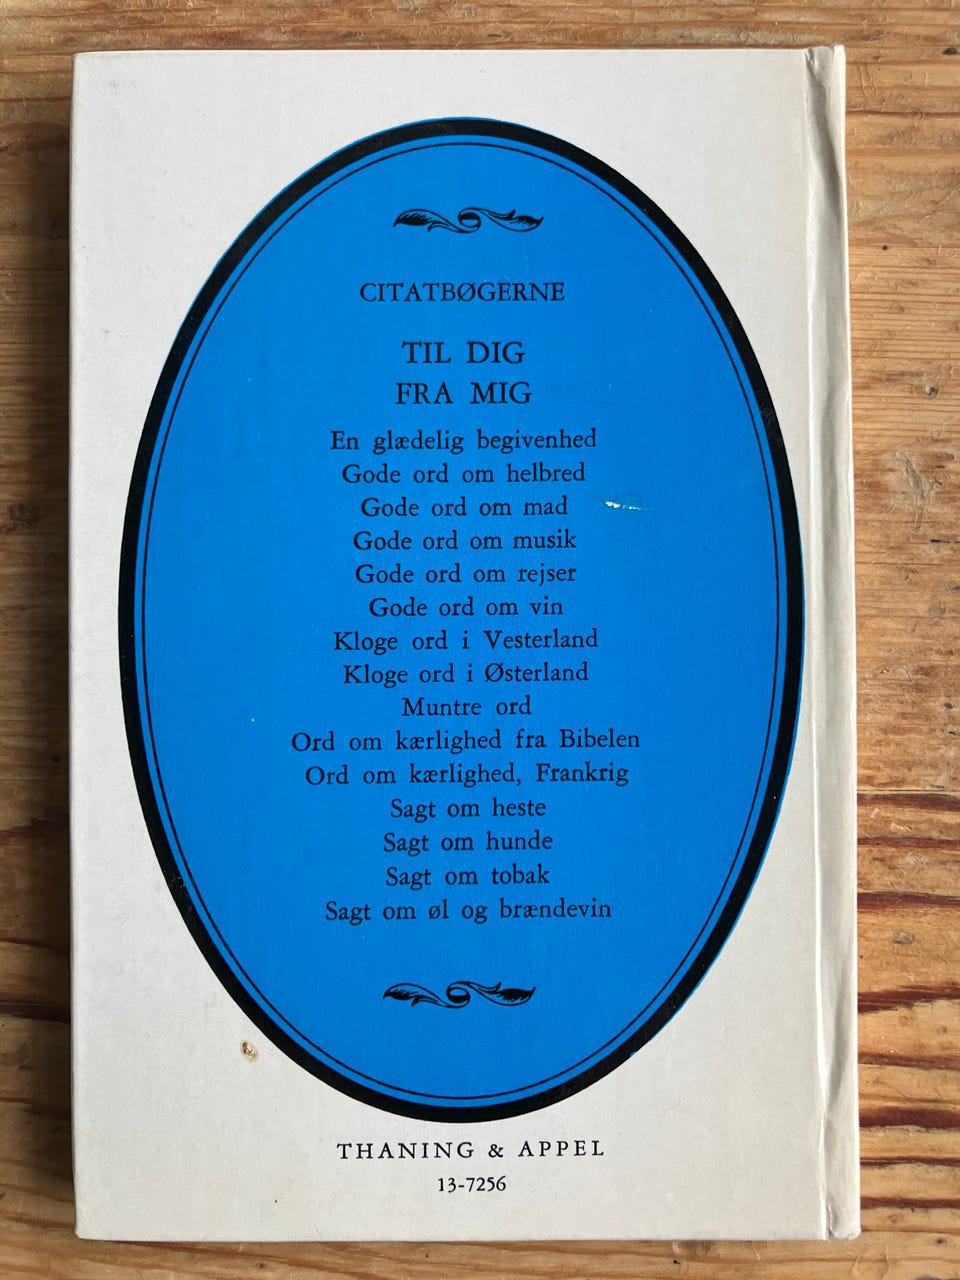 CITATBØGERNE
TIL DIG
FRA MIG
En glædelig begivenhed
Gode ord om helbred
Gode ord om mad
Gode ord om musik
Gode ord om rejser
Gode ord om vin
Kloge ord i Vesterland
Kloge ord i Østerland
Muntre ord
Ord om kærlighed fra Bibelen
Ord om kærlighed, Frankrig
Sagt om heste
Sagt om hunde
Sagt om tobak
Sagt om øl og brændevin
THANING & APPEL
13-7256